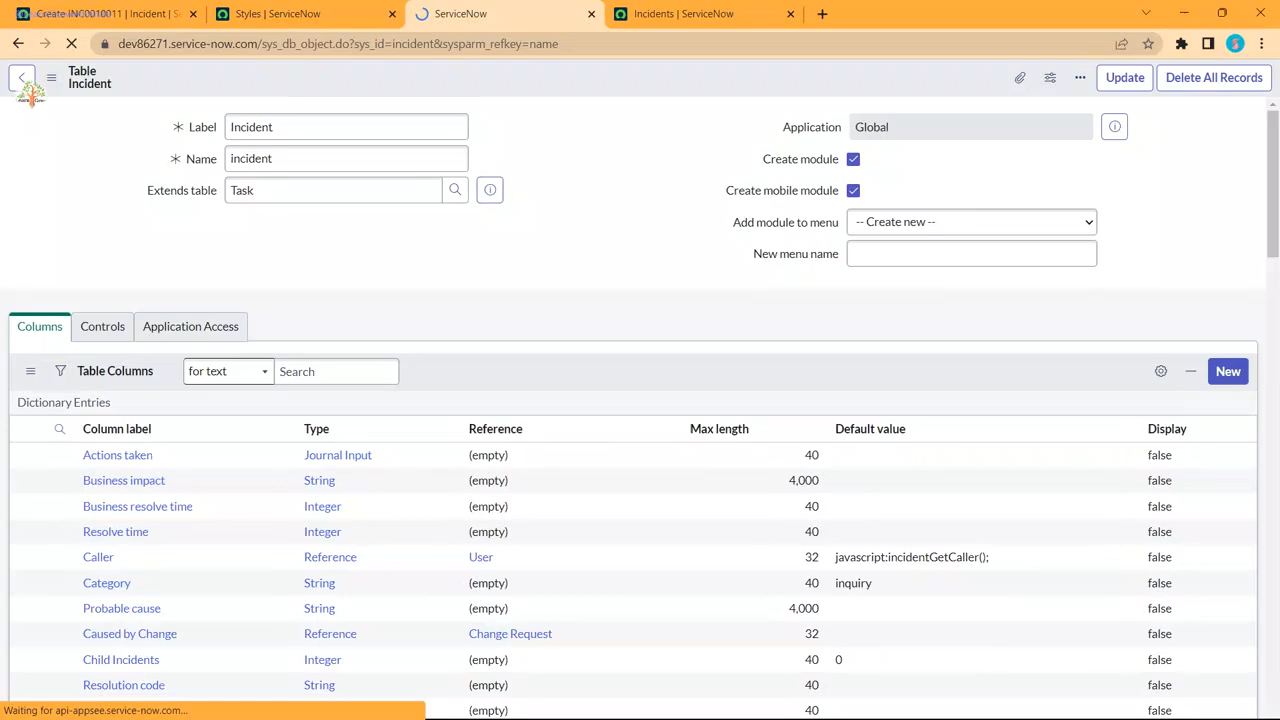 Create INC0010011 | Incident | S
Styles | ServiceNow
ServiceNow
Incidents | ServiceNow
dev86271.service-now.com/sys_db_object.do?sys_id=incident&sysparm_refkey=name
Table
Incident
Update
Delete All Records
Label
Incident
Application
Global
Name
incident
Create module
Extends table
Task
Create mobile module
Add module to menu
-- Create new --
New menu name
Columns
Controls
Application Access
Table Columns
for text
Search
New
Dictionary Entries
Column label Type Reference Max length Default value Display
Actions taken Journal Input (empty) 40 false
Business impact String (empty) 4,000 false
Business resolve time Integer (empty) 40 false
Resolve time Integer (empty) 40 false
Caller Reference User 32 javascript:incidentGetCaller(); false
Category String (empty) 40 inquiry false
Probable cause String (empty) 4,000 false
Caused by Change Reference Change Request 32 false
Child Incidents Integer (empty) 40 0 false
Resolution code String (empty) 40 false
(empty) 40 false
Waiting for api-appsee.service-now.com...